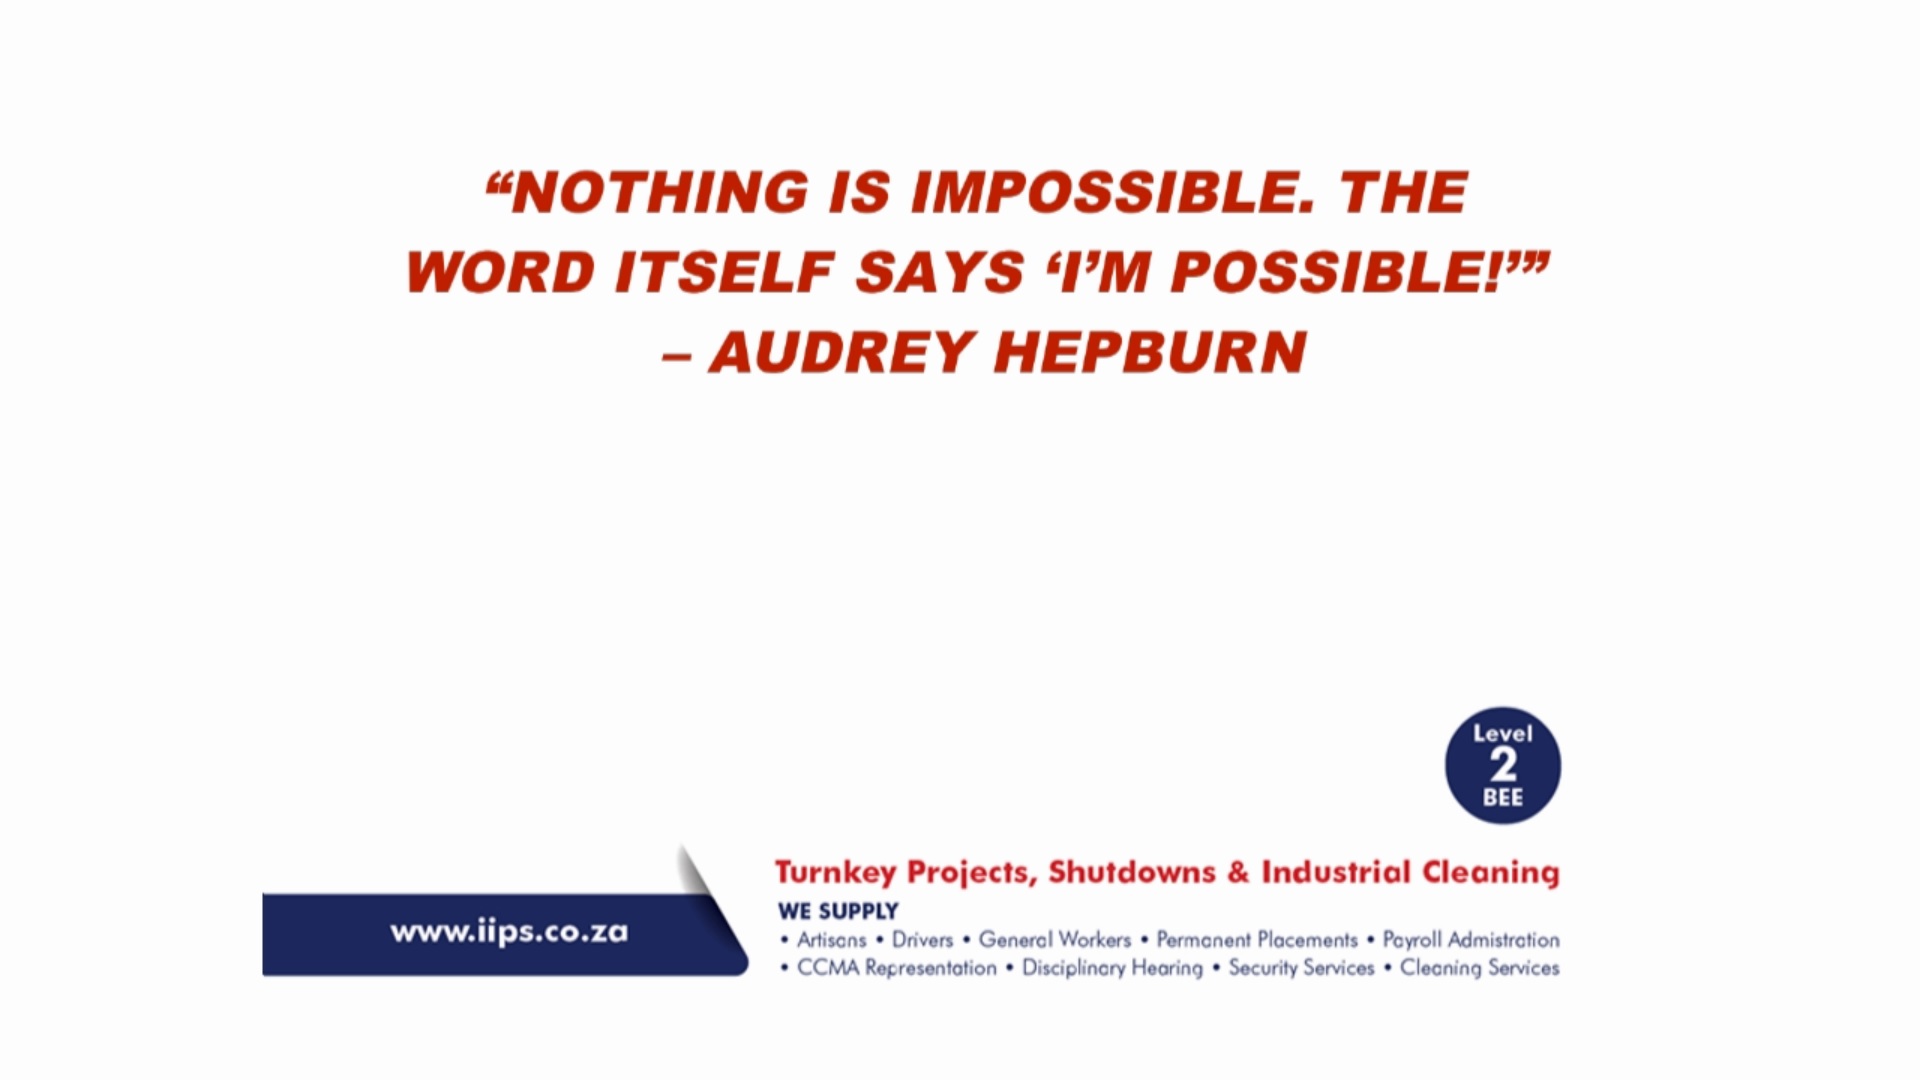 “NOTHING IS IMPOSSIBLE. THE
WORD ITSELF SAYS ‘I’M POSSIBLE!’”
– AUDREY HEPBURN
Level
2
BEE
www.iips.co.za
Turnkey Projects, Shutdowns & Industrial Cleaning
WE SUPPLY
• Artisans • Drivers • General Workers • Permanent Placements • Payroll Admistration
• CCMA Representation • Disciplinary Hearing • Security Services • Cleaning Services